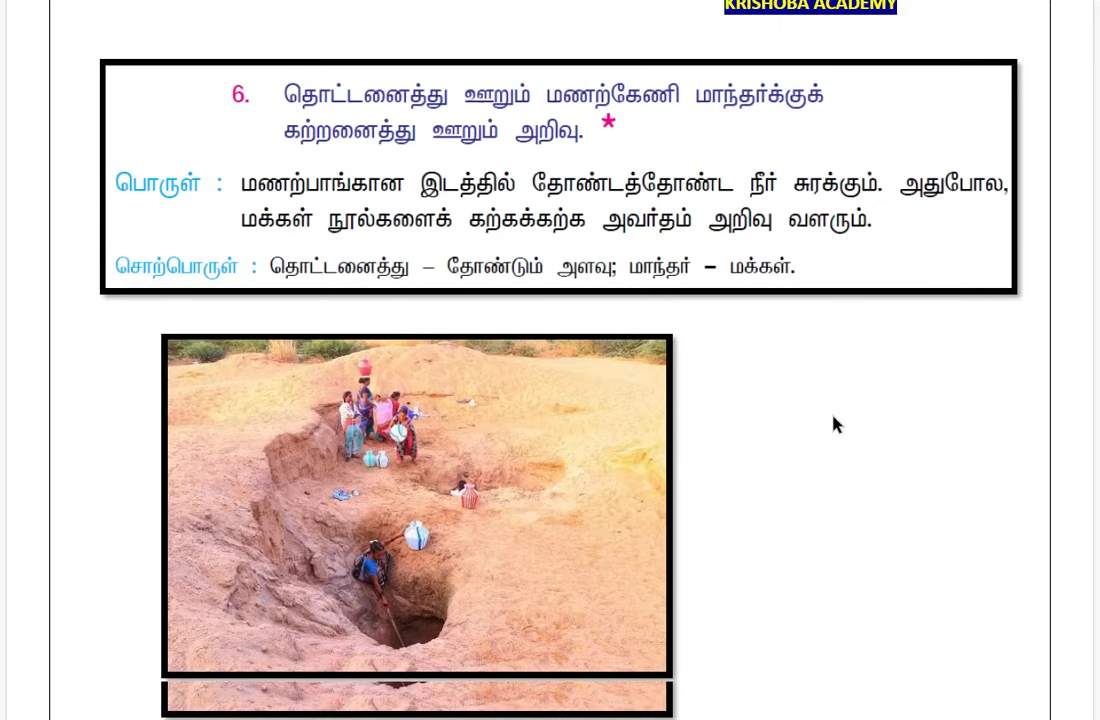 KRISHOBA ACADEMY
6. தொட்டனைத்து ஊறும் மணற்கேணி மாந்தர்க்குக்
கற்றனைத்து ஊறும் அறிவு. *
பொருள் : மணற்பாங்கான இடத்தில் தோண்டத்தோண்ட நீர் சுரக்கும். அதுபோல,
மக்கள் நூல்களைக் கற்கக்கற்க அவர்தம் அறிவு வளரும்.
சொற்பொருள் : தொட்டனைத்து – தோண்டும் அளவு; மாந்தர் – மக்கள்.